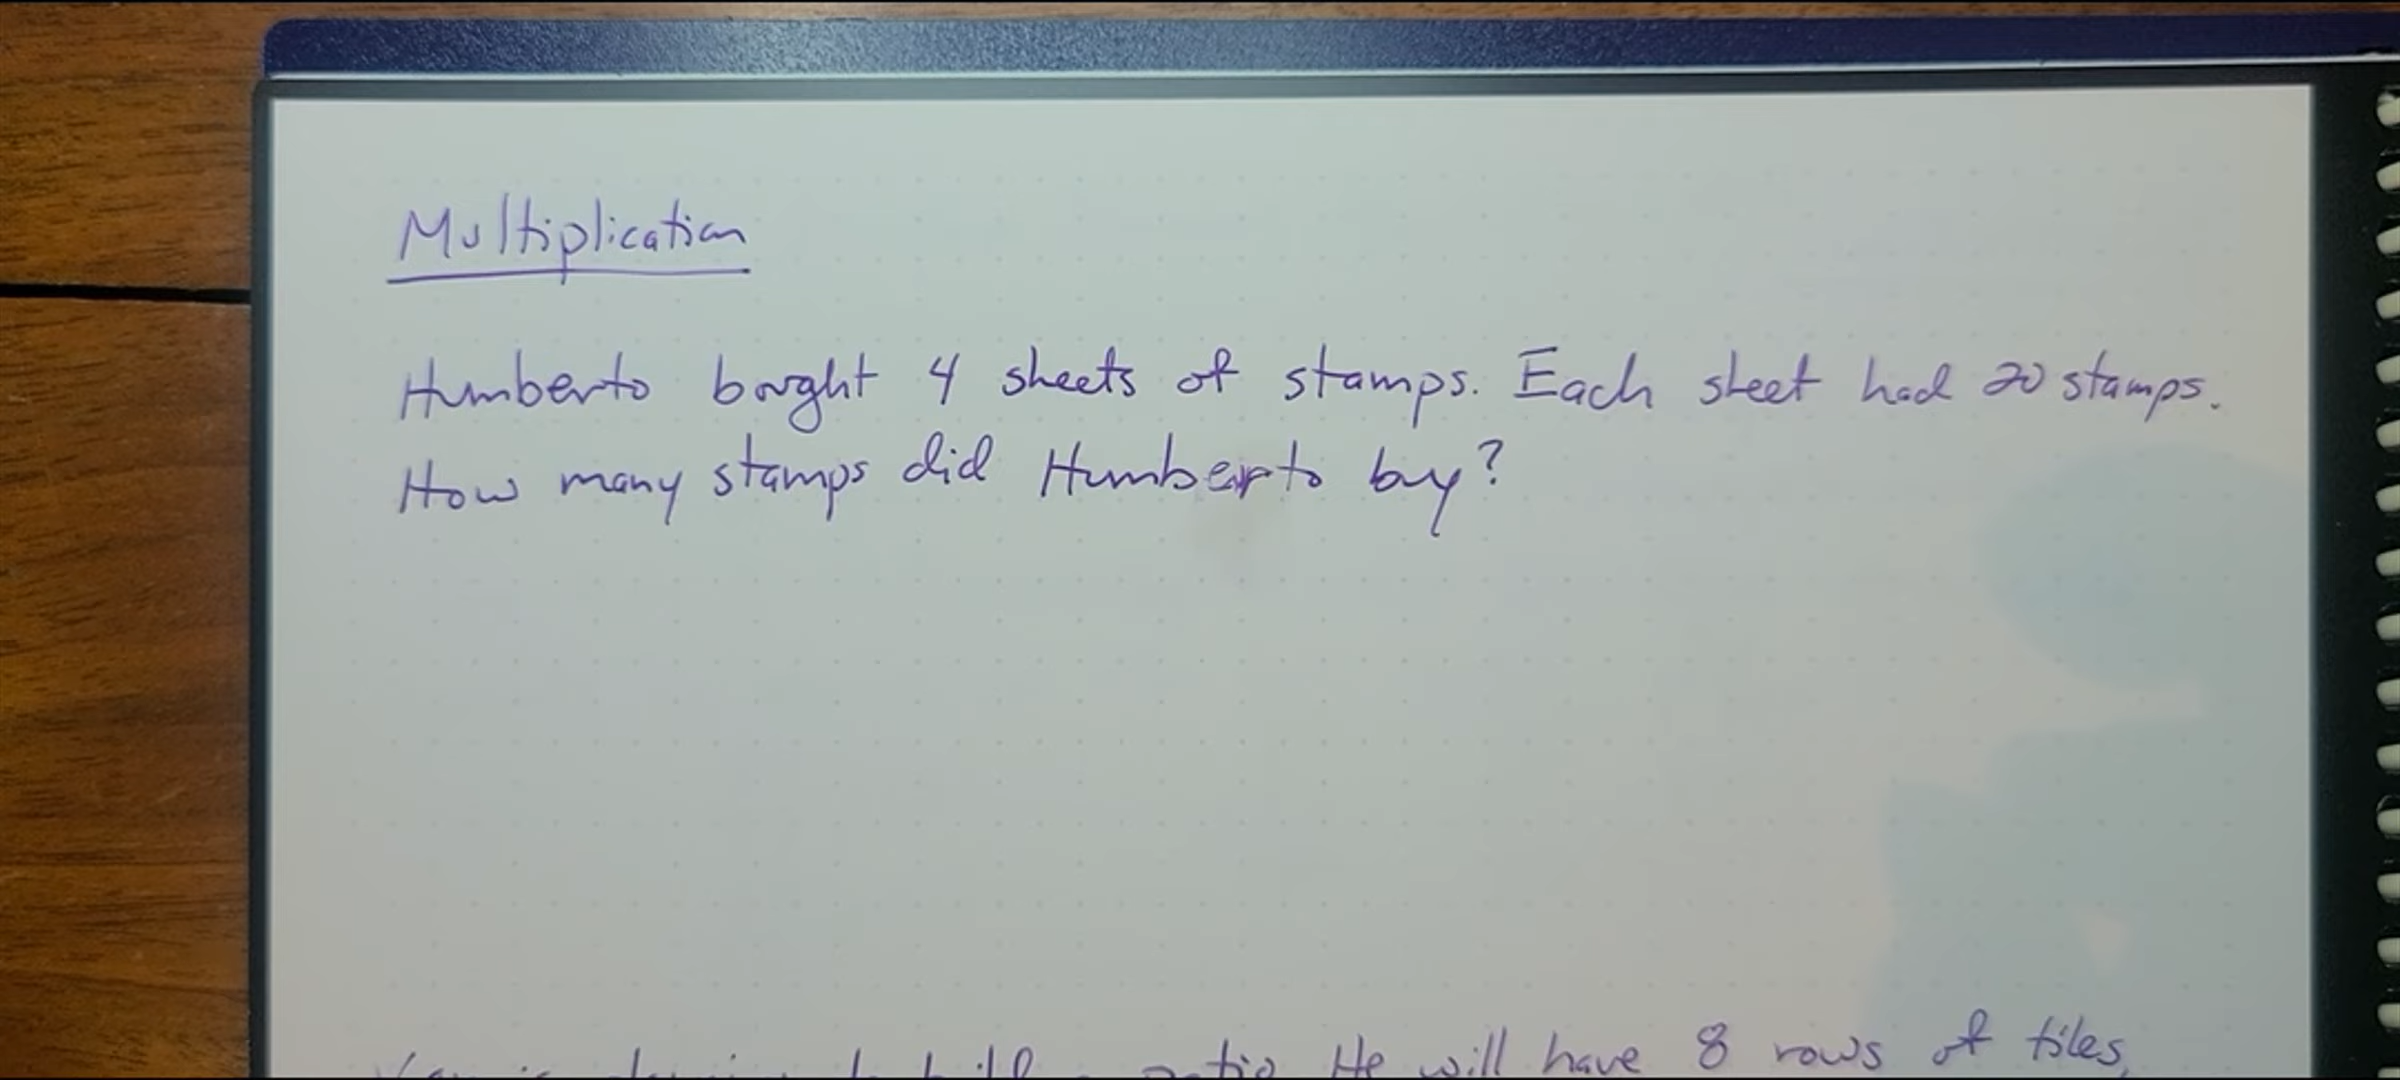 Multiplication
Humberto bought 4 sheets of stamps. Each sheet had 20 stamps.
How many stamps did Humberto buy?
He will have 8 rows of tiles,